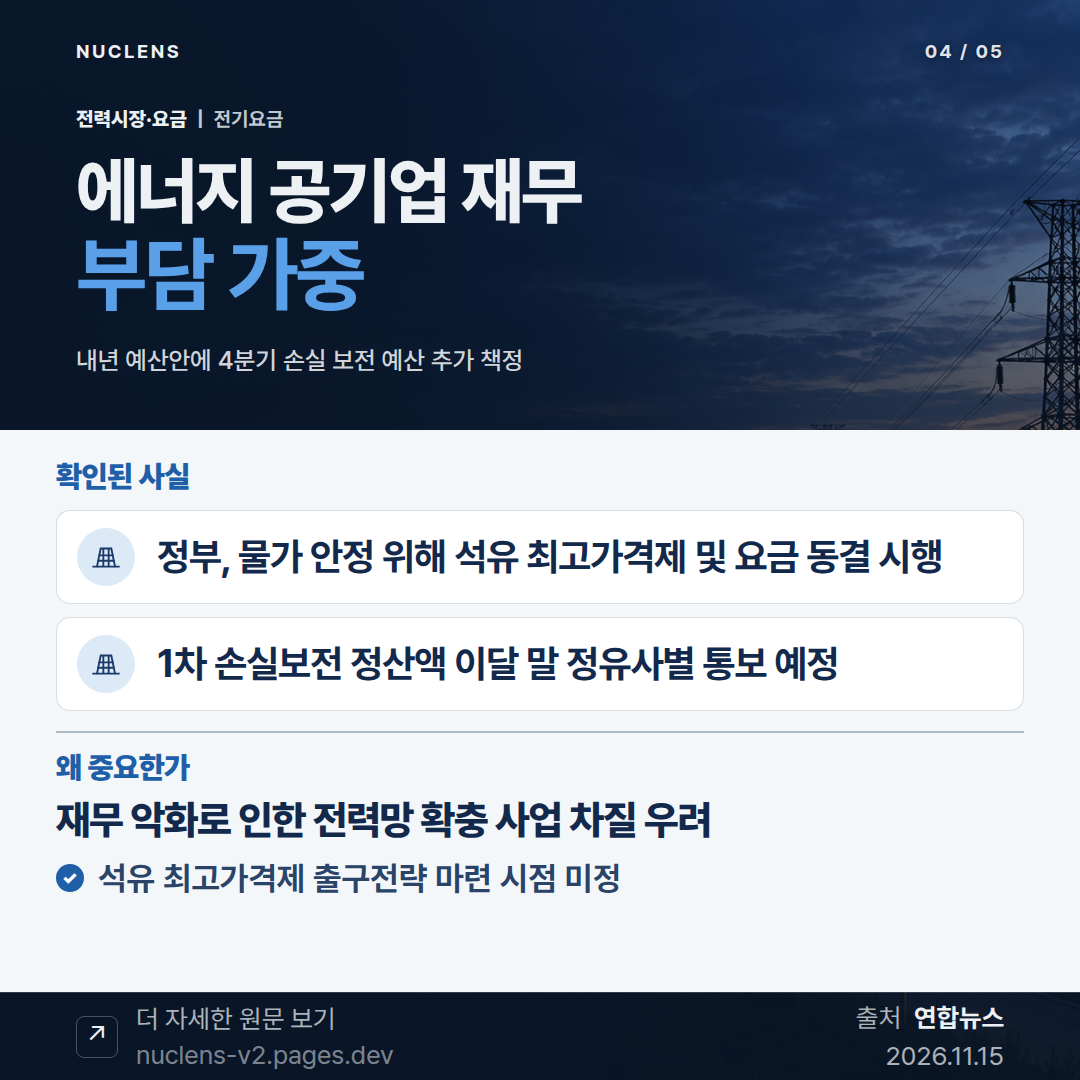 NUCLENS
04 / 05
전력시장·요금 | 전기요금
에너지 공기업 재무
부담 가중
내년 예산안에 4분기 손실 보전 예산 추가 책정
확인된 사실
정부, 물가 안정 위해 석유 최고가격제 및 요금 동결 시행
1차 손실보전 정산액 이달 말 정유사별 통보 예정
왜 중요한가
재무 악화로 인한 전력망 확충 사업 차질 우려
석유 최고가격제 출구전략 마련 시점 미정
더 자세한 원문 보기
nuclens-v2.pages.dev
출처 연합뉴스
2026.11.15